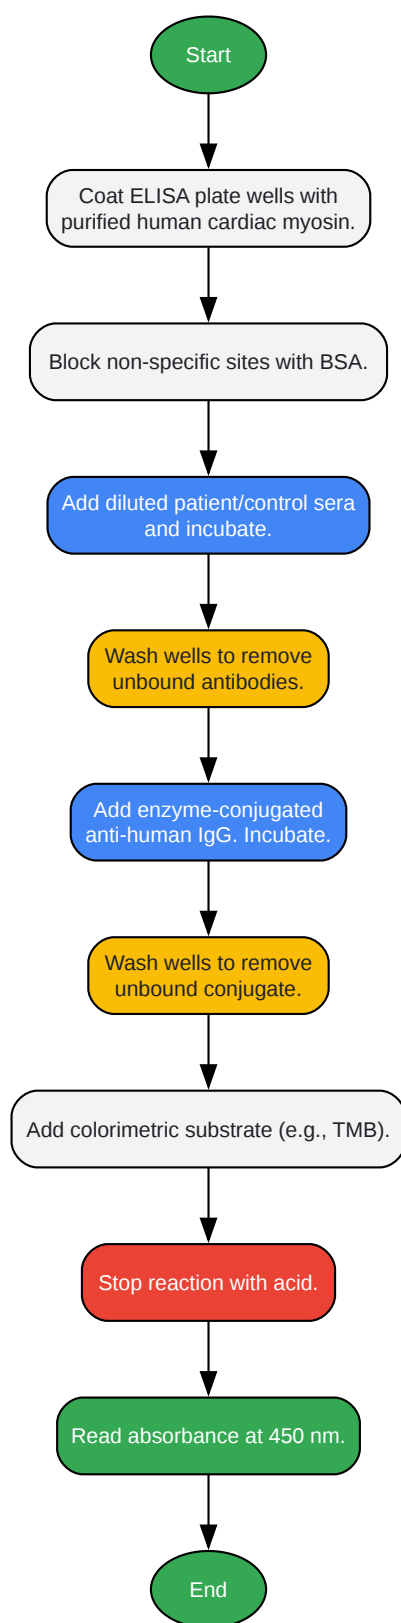 Start
Coat ELISA plate wells with
purified human cardiac myosin.
Block non-specific sites with BSA.
Add diluted patient/control sera
and incubate.
Wash wells to remove
unbound antibodies.
Add enzyme-conjugated
anti-human IgG. Incubate.
Wash wells to remove
unbound conjugate.
Add colorimetric substrate (e.g., TMB).
Stop reaction with acid.
Read absorbance at 450 nm.
End